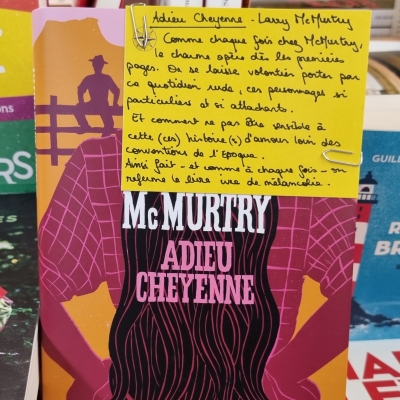 Adieu Cheyenne - Larry McMurtry
Comme chaque fois chez McMurtry,
le charme opère dès les premières
pages. On se laisse volontiers porter par
ce quotidien rude, ces personnages si
particuliers et si attachants.
Et comment ne pas être sensible à
cette (ces) histoire(s) d'amour loin des
conventions de l'époque.
Ainsi fait - et comme à chaque fois - on
referme le livre ivre de mélancolie.
McMURTRY
ADIEU
CHEYENNE
GUILL
RS